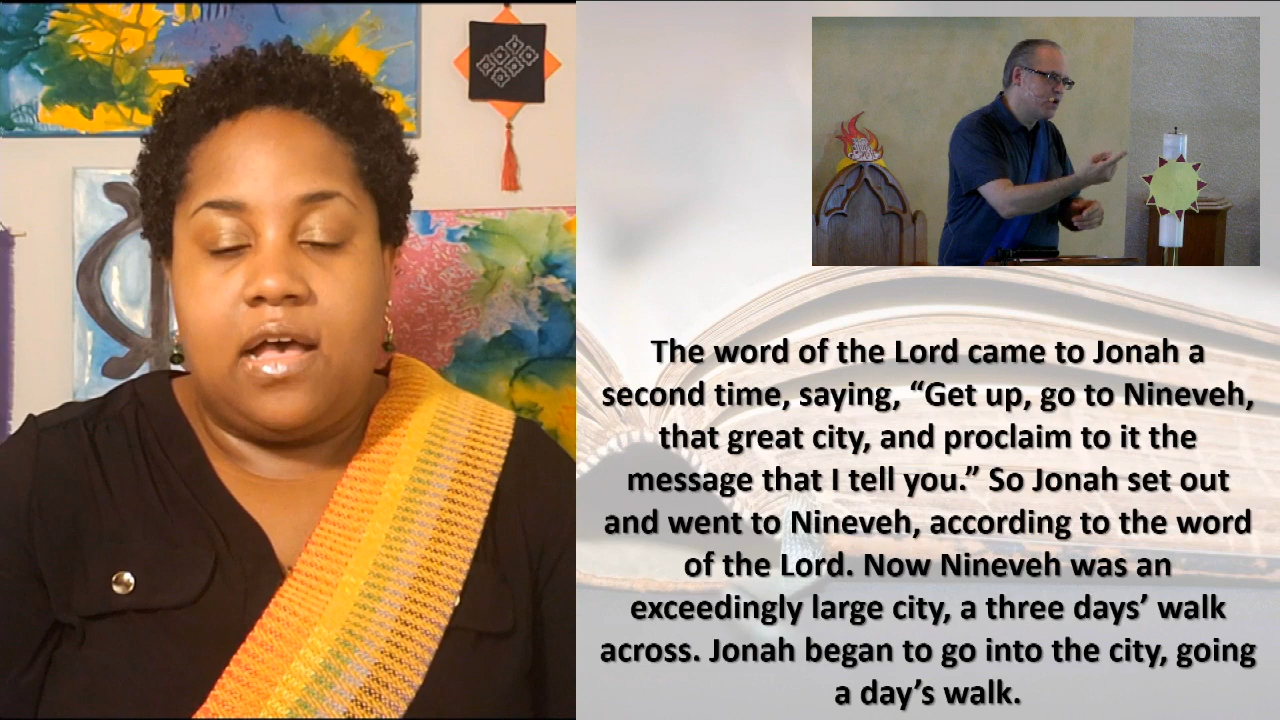 The word of the Lord came to Jonah a
second time, saying, “Get up, go to Nineveh,
that great city, and proclaim to it the
message that I tell you.” So Jonah set out
and went to Nineveh, according to the word
of the Lord. Now Nineveh was an
exceedingly large city, a three days’ walk
across. Jonah began to go into the city, going
a day’s walk.